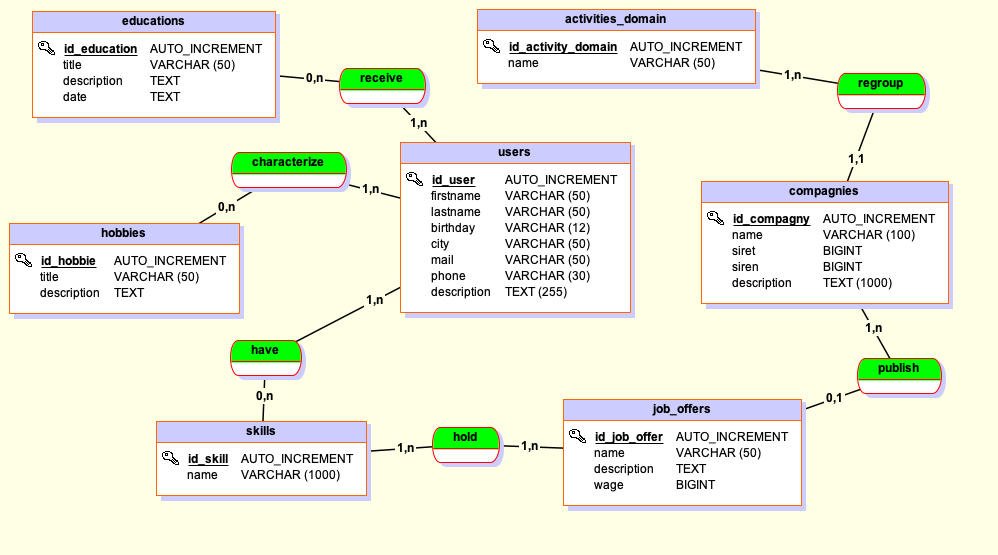 educations
id_education AUTO_INCREMENT
title VARCHAR (50)
description TEXT
date TEXT
0,n
receive
1,n
activities_domain
id_activity_domain AUTO_INCREMENT
name VARCHAR (50)
1,n
regroup
1,1
characterize
1,n
0,n
users
id_user AUTO_INCREMENT
firstname VARCHAR (50)
lastname VARCHAR (50)
birthday VARCHAR (12)
city VARCHAR (50)
mail VARCHAR (50)
phone VARCHAR (30)
description TEXT (255)
compagnies
id_compagny AUTO_INCREMENT
name VARCHAR (100)
siret BIGINT
siren BIGINT
description TEXT (1000)
hobbies
id_hobbie AUTO_INCREMENT
title VARCHAR (50)
description TEXT
1,n
have
0,n
1,n
publish
0,1
skills
id_skill AUTO_INCREMENT
name VARCHAR (1000)
1,n
hold
1,n
job_offers
id_job_offer AUTO_INCREMENT
name VARCHAR (50)
description TEXT
wage BIGINT